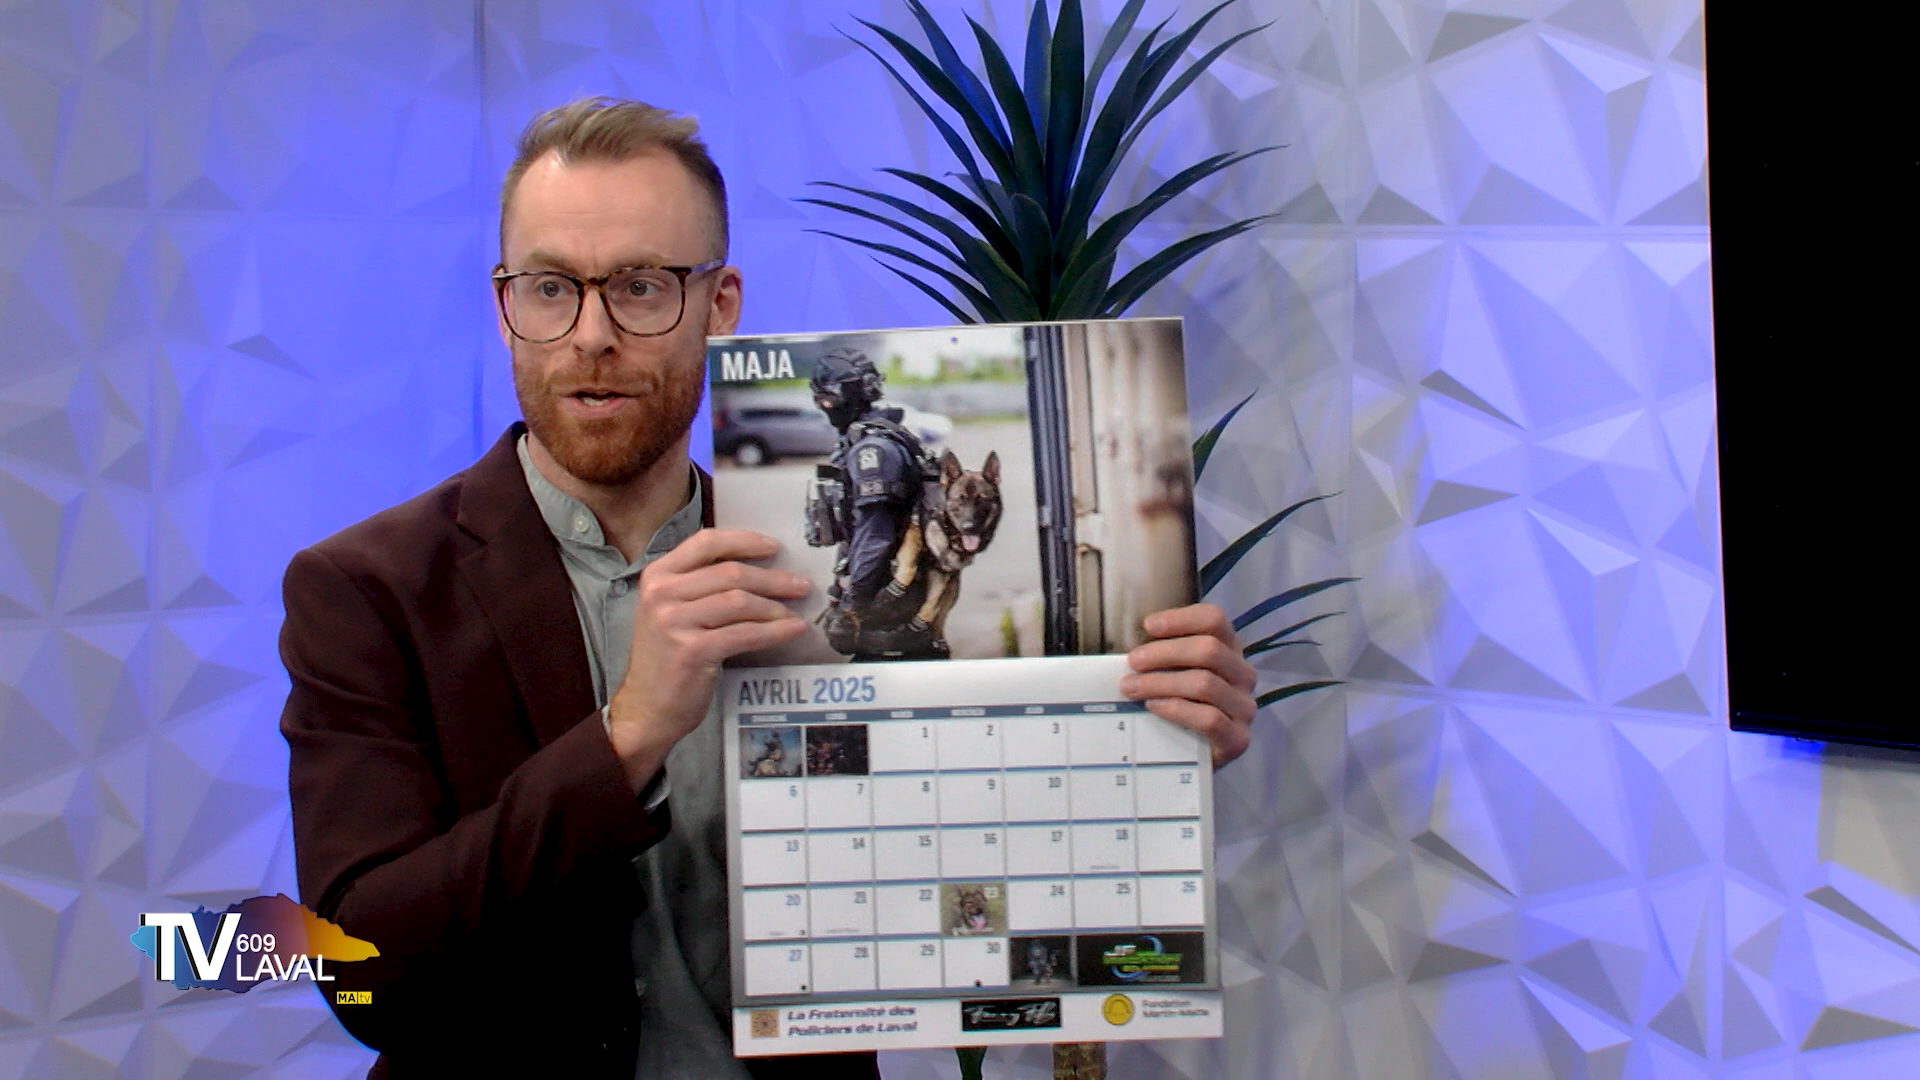 MAJA
AVRIL 2025
1 2 3 4
6 7 8 9 10 11 12
13 14 15 16 17 18 19
20 21 22 23 24 25 26
27 28 29 30
La Fraternité des
Policiers de Laval
Fondation
Martin-Matte
TV 609
LAVAL
MAtv